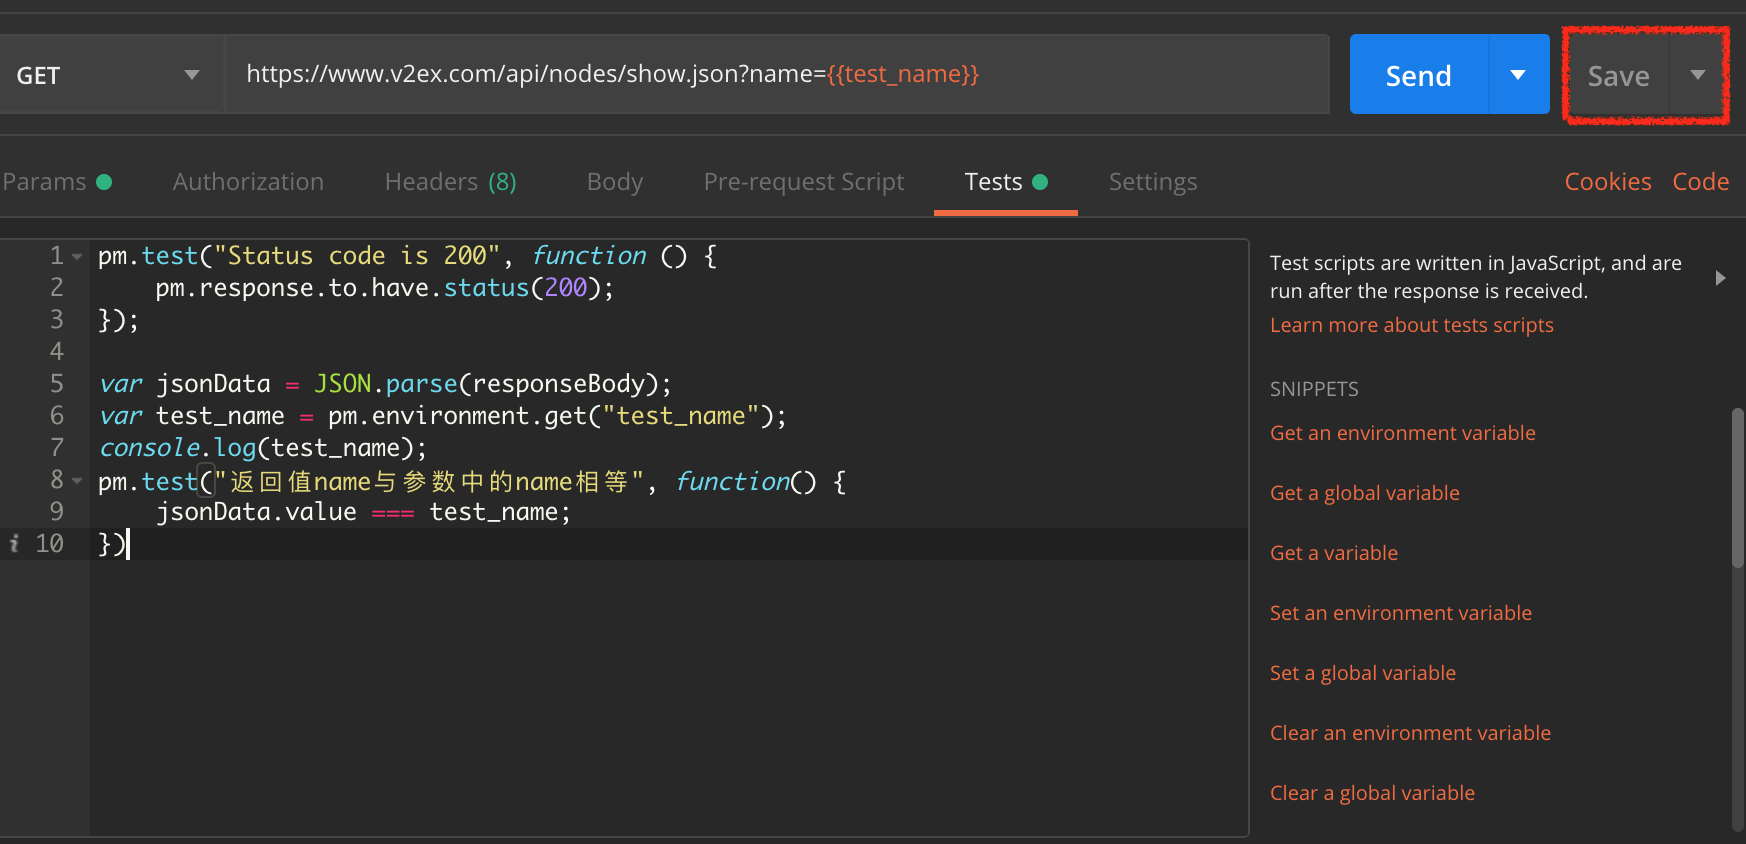 GET
https://www.v2ex.com/api/nodes/show.json?name={{test_name}}
Send
Save
Params
Authorization
Headers (8)
Body
Pre-request Script
Tests
Settings
Cookies
Code
1 pm.test("Status code is 200", function () {
2     pm.response.to.have.status(200);
3 });
4
5 var jsonData = JSON.parse(responseBody);
6 var test_name = pm.environment.get("test_name");
7 console.log(test_name);
8 pm.test("返回值name与参数中的name相等", function() {
9     jsonData.value === test_name;
i 10 })
Test scripts are written in JavaScript, and are
run after the response is received.
Learn more about tests scripts
SNIPPETS
Get an environment variable
Get a global variable
Get a variable
Set an environment variable
Set a global variable
Clear an environment variable
Clear a global variable